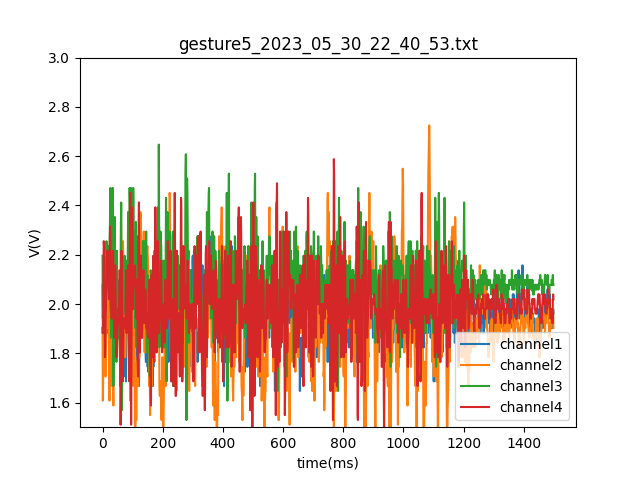 gesture5_2023_05_30_22_40_53.txt
3.0
2.8
2.6
2.4
2.2
2.0
1.8
1.6
V(V)
channel1
channel2
channel3
channel4
0 200 400 600 800 1000 1200 1400
time(ms)